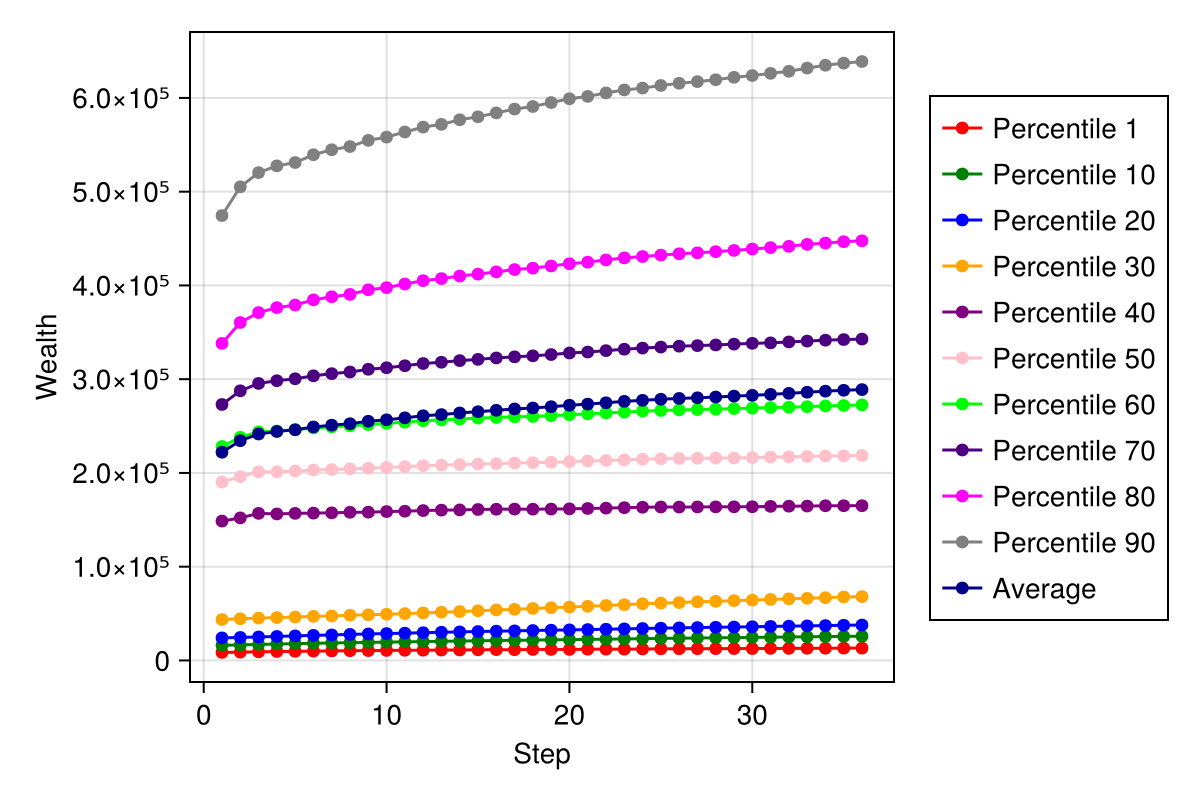 Wealth
6.0×10⁵
5.0×10⁵
4.0×10⁵
3.0×10⁵
2.0×10⁵
1.0×10⁵
0
0 10 20 30
Step
Percentile 1
Percentile 10
Percentile 20
Percentile 30
Percentile 40
Percentile 50
Percentile 60
Percentile 70
Percentile 80
Percentile 90
Average